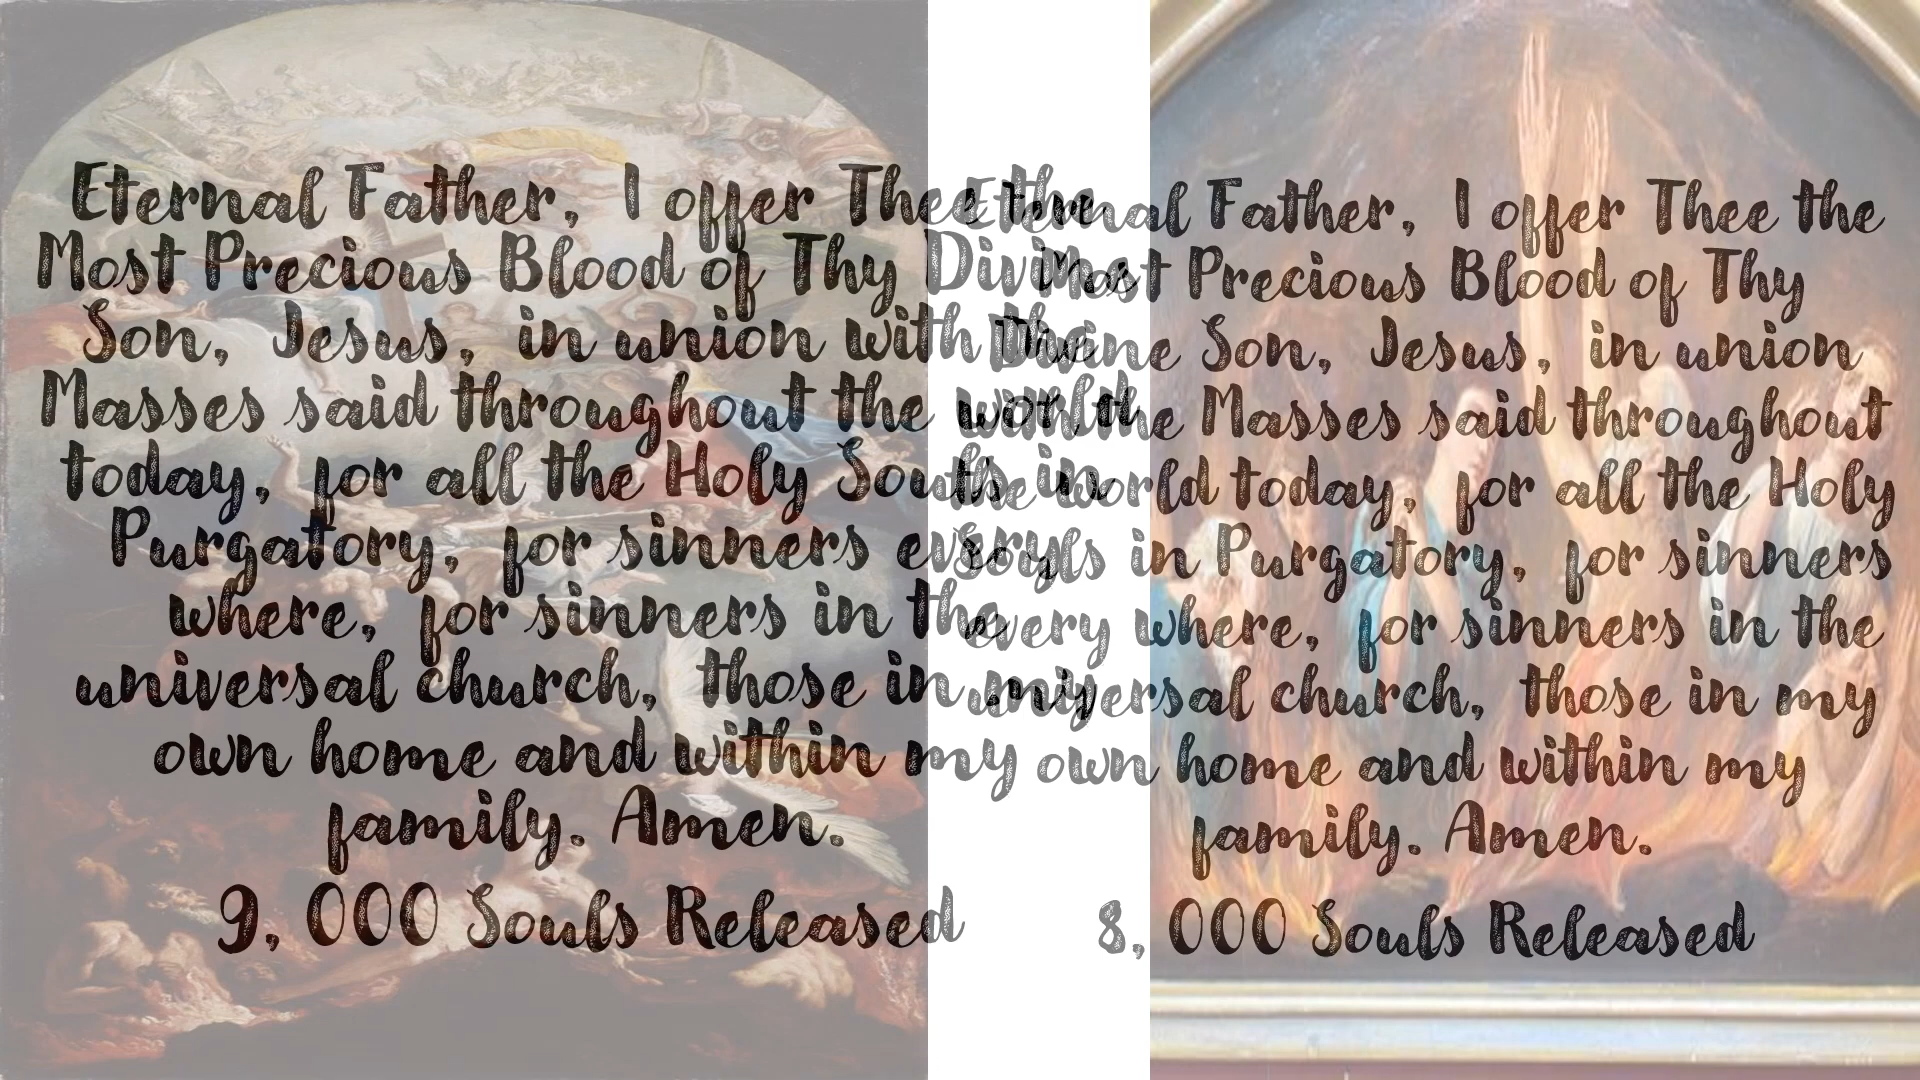 Eternal Father, I offer Thee the
Most Precious Blood of Thy Divine
Son, Jesus, in union with the
Masses said throughout the world
today, for all the Holy Souls in
Purgatory, for sinners every
where, for sinners in the
universal church, those in my
own home and within my
family. Amen.
9, 000 Souls Released
Eternal Father, I offer Thee the
Most Precious Blood of Thy
Divine Son, Jesus, in union
with the Masses said throughout
the world today, for all the Holy
Souls in Purgatory, for sinners
every where, for sinners in the
universal church, those in my
own home and within my
family. Amen.
8, 000 Souls Released